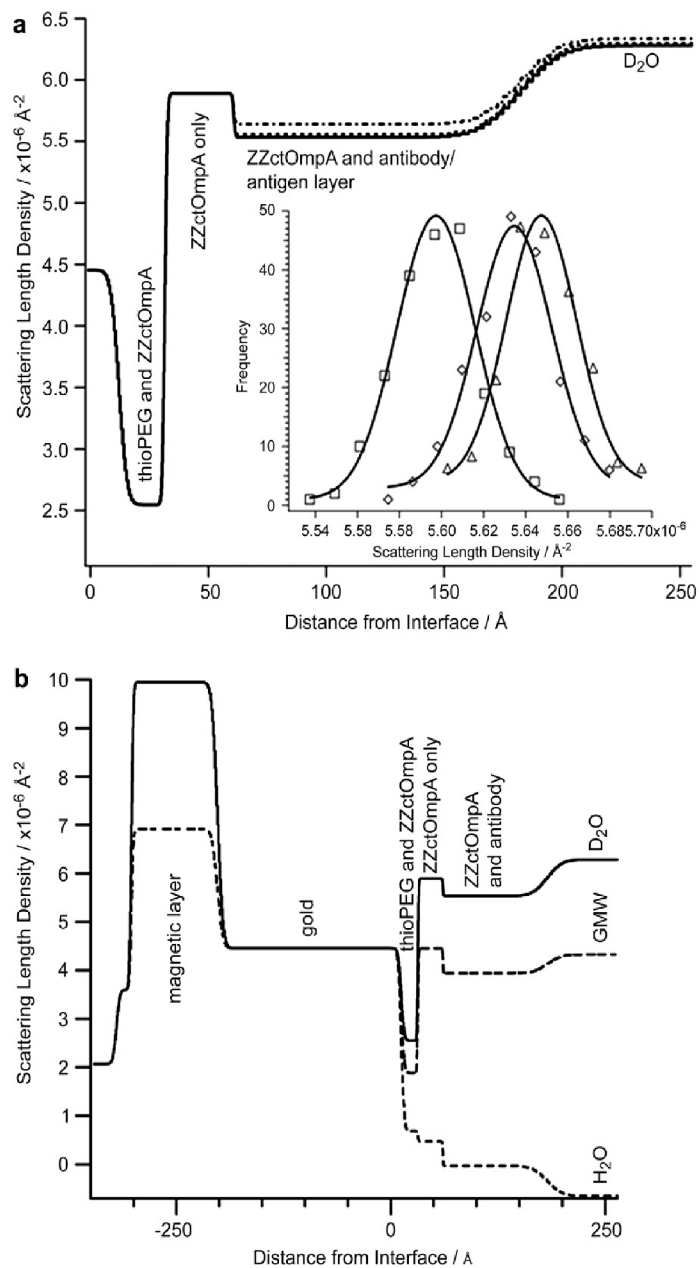 a
6.5
6.0
5.5
5.0
4.5
4.0
3.5
3.0
2.5
Scattering Length Density / x10⁻⁶ Å⁻²
thioPEG and ZZctOmpA
ZZctOmpA only
ZZctOmpA and antibody/
antigen layer
D₂O
50
40
30
20
10
0
Frequency
5.54 5.58 5.60 5.62 5.64 5.66 5.685.70x10⁻⁶
Scattering Length Density / Å⁻²
0 50 100 150 200 250
Distance from Interface / Å
b
10
9
8
7
6
5
4
3
2
1
0
Scattering Length Density / x10⁻⁶ Å⁻²
magnetic layer
gold
thioPEG and ZZctOmpA
ZZctOmpA only
ZZctOmpA
and antibody
D₂O
GMW
H₂O
-250 0 250
Distance from Interface / Å